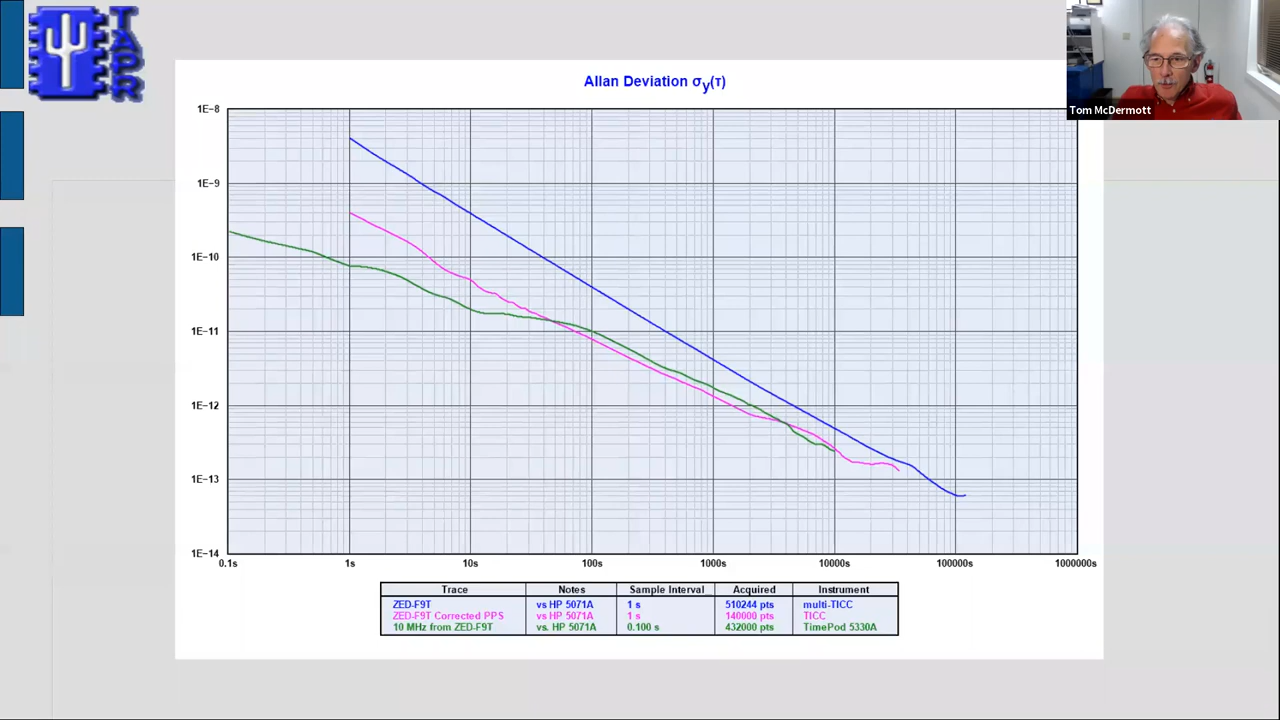 TAPR
Tom McDermott
Allan Deviation σy(τ)
1E−8
1E−9
1E−10
1E−11
1E−12
1E−13
1E−14
0.1s 1s 10s 100s 1000s 10000s 100000s 1000000s
Trace Notes Sample Interval Acquired Instrument
ZED-F9T vs HP 5071A 1 s 510244 pts multi-TICC
ZED-F9T Corrected PPS vs HP 5071A 1 s 140000 pts TICC
10 MHz from ZED-F9T vs. HP 5071A 0.100 s 432000 pts TimePod 5330A